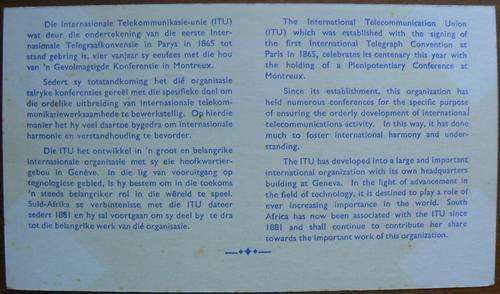 Die Internasionale Telekommunikasie-unie (ITU)
wat deur die ondertekening van die eerste Inter-
nasionale Telegraafkonvensie in Parys in 1865 tot
stand gebring is, vier vanjaar sy eeufees met die hou
van 'n Gevolmagtigde Konferensie in Montreux.
Sedert sy totstandkoming het dié organisasie
talryke konferensies gereël met die spesifieke doel om
die ordelike uitbreiding van Internasionale telekom-
munikasiewerksaamhede te bewerkstellig. Op hierdie
manier het hy veel daartoe bygedra om internasionale
harmonie en verstandhouding te bevorder.
Die ITU het ontwikkel in 'n groot en belangrike
internasionale organisasie met sy eie hoofkwartier-
gebou in Genève. In die lig van vooruitgang op
tegnologiese gebied, is hy bestem om in die toekoms
'n steeds belangriker rol in die wêreld te speel.
Suid-Afrika se verbintenisse met die ITU dateer
sedert 1881 en hy sal voortgaan om sy deel by te dra
tot die belangrike werk van dié organisasie.
The International Telecommunication Union
(ITU) which was established with the signing of
the first International Telegraph Convention at
Paris in 1865, celebrates its centenary this year with
the holding of a Plenipotentiary Conference at
Montreux.
Since its establishment, this organization has
held numerous conferences for the specific purpose
of ensuring the orderly development of international
telecommunications activity. In this way, it has done
much to foster international harmony and under-
standing.
The ITU has developed into a large and important
international organization with its own headquarters
building at Geneva. In the light of advancement in
the field of technology, it is destined to play a role of
ever increasing importance in the world. South
Africa has now been associated with the ITU since
1881 and shall continue to contribute her share
towards the important work of this organization.